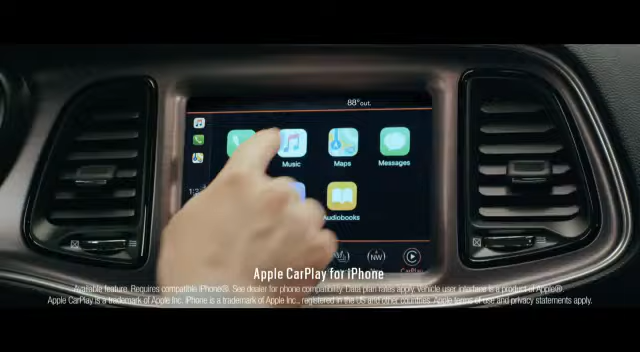 88° out.
Music
Maps
Messages
Audiobooks
NW
CarPlay
Apple CarPlay for iPhone
Available feature. Requires compatible iPhone®. See dealer for phone compatibility. Data plan rates apply. Vehicle user interface is a product of Apple®.
Apple CarPlay is a trademark of Apple Inc. iPhone is a trademark of Apple Inc., registered in the US and other countries. Apple terms of use and privacy statements apply.